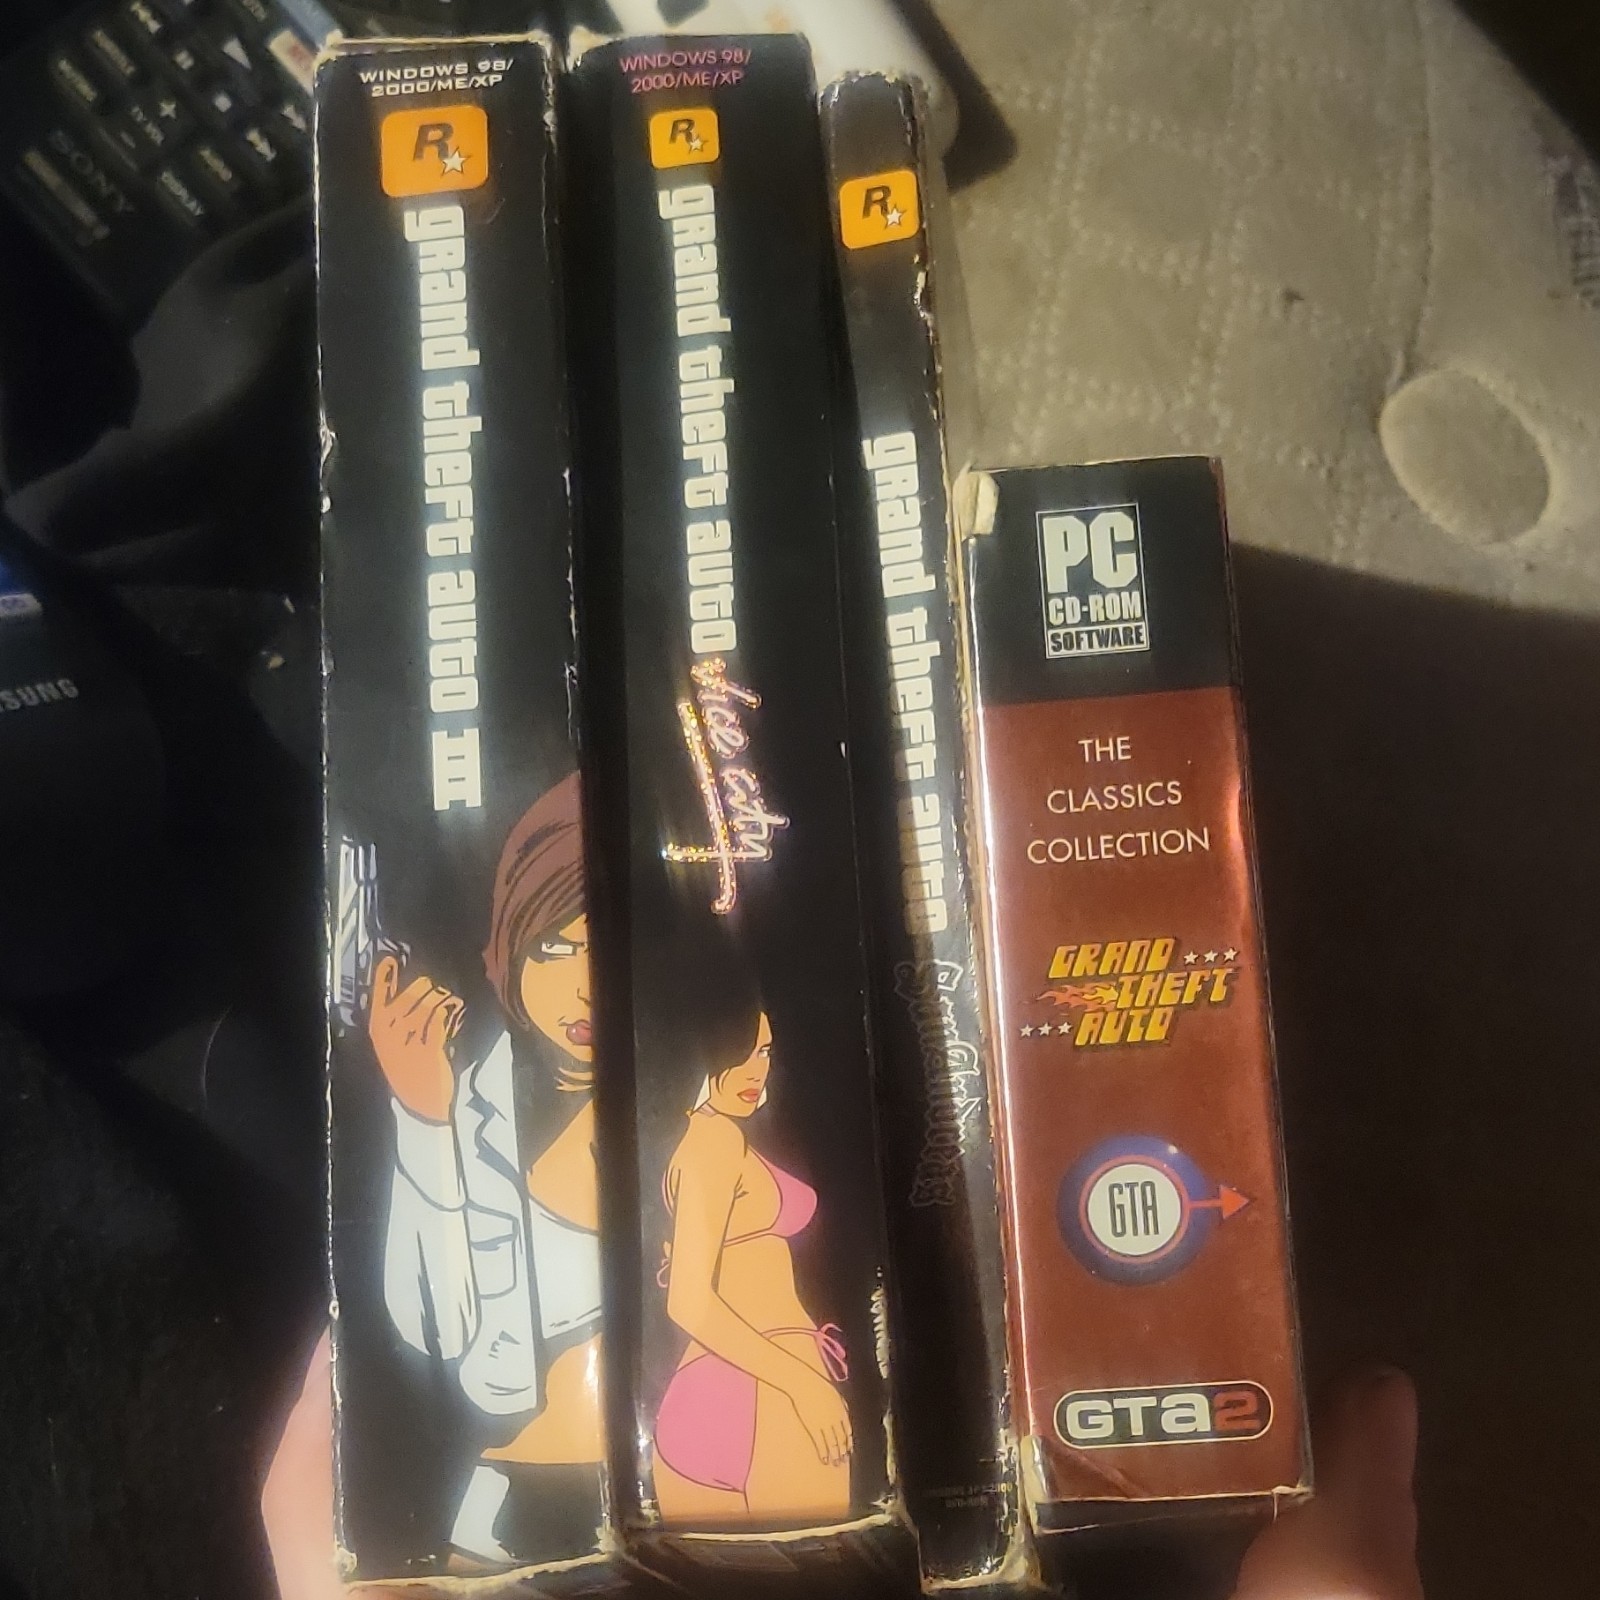 WINDOWS 98/
2000/ME/XP
R
grand theft auto III
WINDOWS 98/
2000/ME/XP
R
grand theft auto
vice city
R
grand theft auto
San Andreas
PC
CD-ROM
SOFTWARE
THE
CLASSICS
COLLECTION
GRAND
THEFT
AUTO
GTA
GTa2
SONY